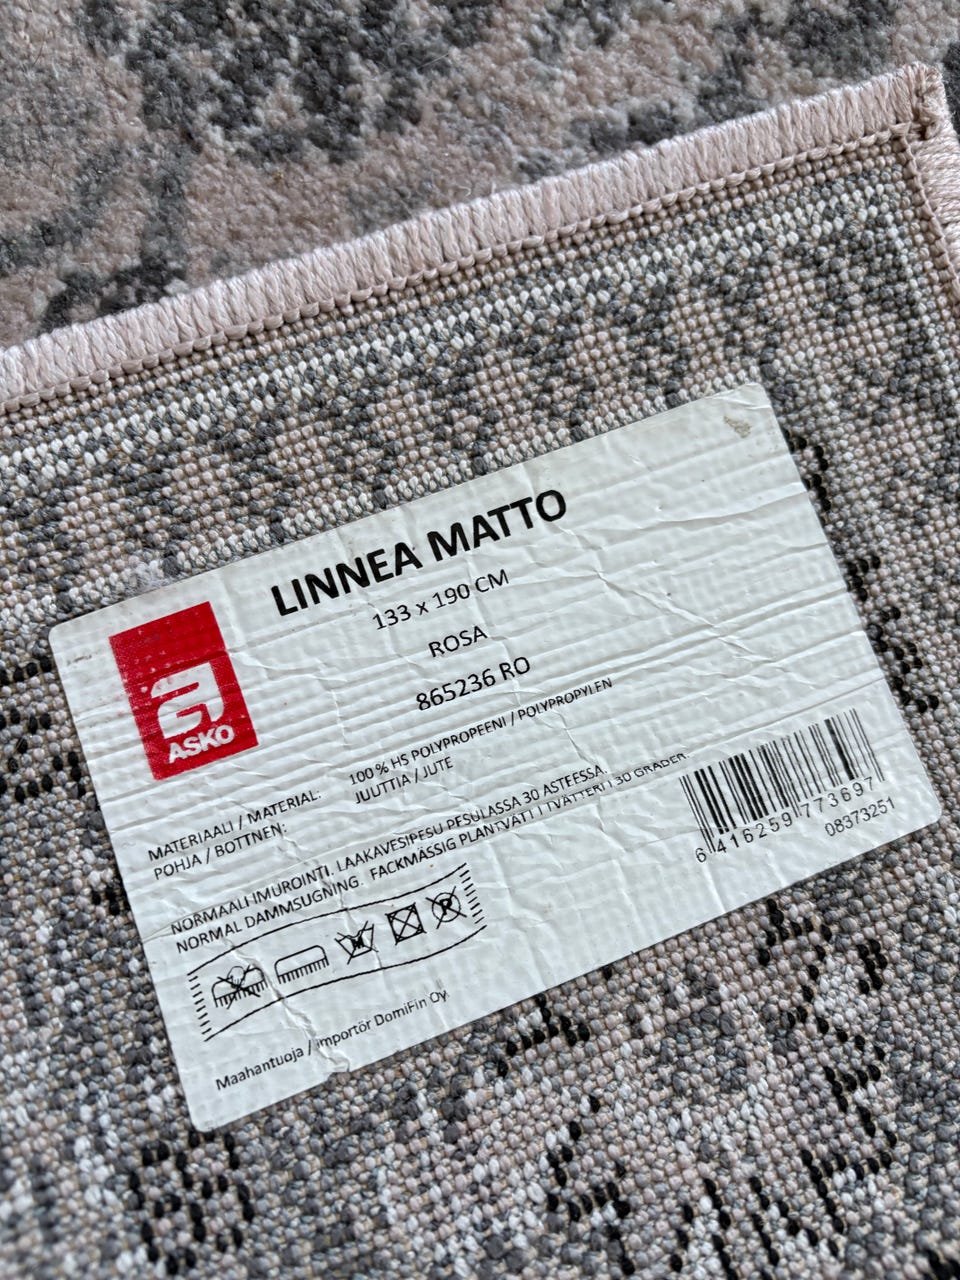 LINNEA MATTO
133 x 190 CM
ROSA
865236 RO
ASKO
MATERIAALI / MATERIAL: 100 % HS POLYPROPEENI / POLYPROPYLEN
POHJA / BOTTNEN: JUUTTIA / JUTE
NORMAALI IMUROINTI. LAAKAVESIPESU PESULASSA 30 ASTEESSA.
NORMAL DAMMSUGNING. FACKMÄSSIG PLANTVÄTT I TVÄTTERI I 30 GRADER.
6 416259 773697
08373251
Maahantuoja / importör DomiFin Oy.